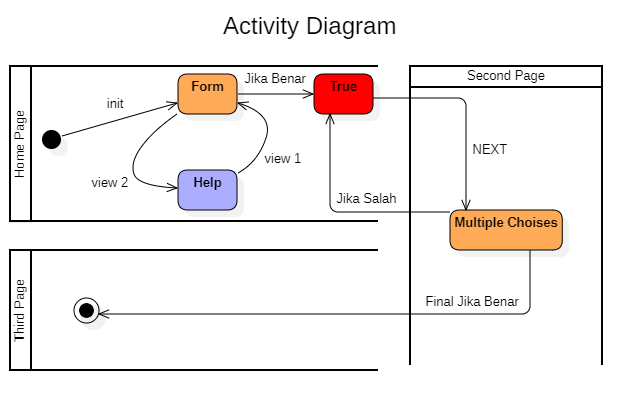 Activity Diagram
Second Page
Home Page
Form
Jika Benar
True
init
NEXT
view 1
view 2
Help
Jika Salah
Multiple Choises
Third Page
Final Jika Benar